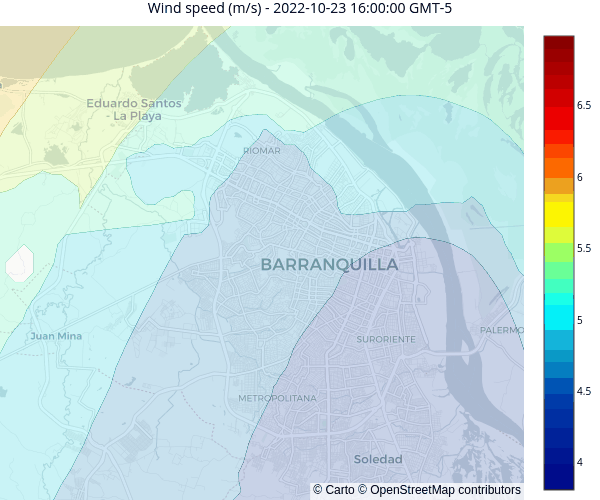 Wind speed (m/s) - 2022-10-23 16:00:00 GMT-5
6.5
Eduardo Santos
- La Playa
RIOMAR
6
5.5
BARRANQUILLA
5
Juan Mina
SURORIENTE
PALERMO
4.5
METROPOLITANA
Soledad
4
© Carto © OpenStreetMap contributors